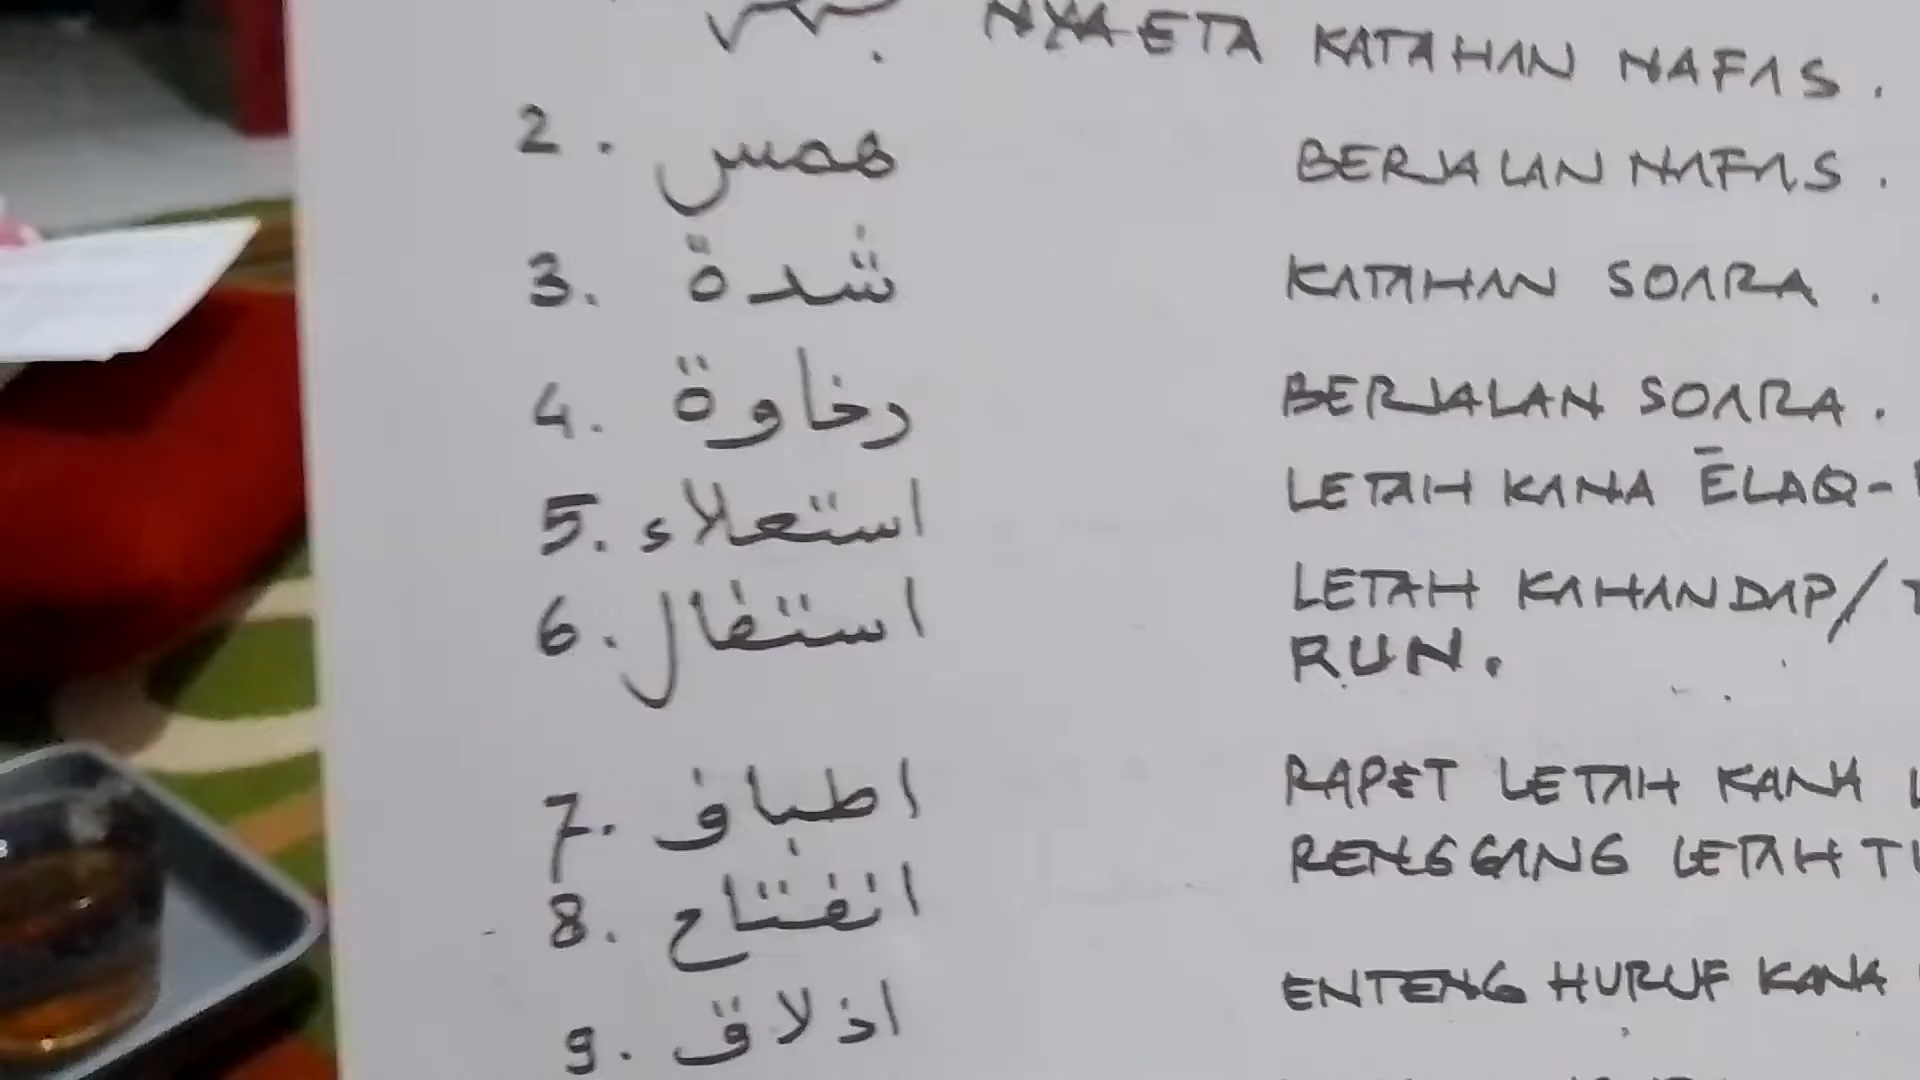 NYAETA KATAHAN NAFAS.
2. همس BERJALAN NAFAS.
3. شدة KATAHAN SOARA.
4. رخاوة BERJALAN SOARA.
5. استعلاء LETAH KANA ĒLAQ-
6. استفال LETAH KAHANDAP/
RUN.
7. اطباق RAPET LETAH KANA
RENGGANG LETAH
8. انفتاح
ENTENG HURUF KANA
9. اذلاق